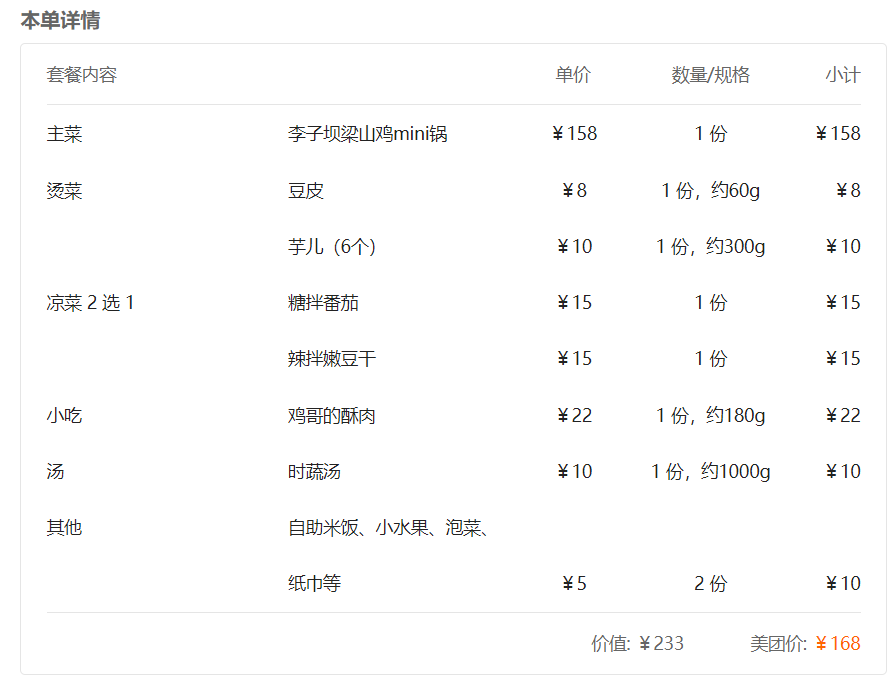 本单详情
套餐内容 单价 数量/规格 小计
主菜 李子坝梁山鸡mini锅 ¥158 1 份 ¥158
烫菜 豆皮 ¥8 1 份，约60g ¥8
芋儿（6个） ¥10 1 份，约300g ¥10
凉菜 2 选 1 糖拌番茄 ¥15 1 份 ¥15
辣拌嫩豆干 ¥15 1 份 ¥15
小吃 鸡哥的酥肉 ¥22 1 份，约180g ¥22
汤 时蔬汤 ¥10 1 份，约1000g ¥10
其他 自助米饭、小水果、泡菜、
纸巾等 ¥5 2 份 ¥10
价值: ¥233 美团价: ¥168